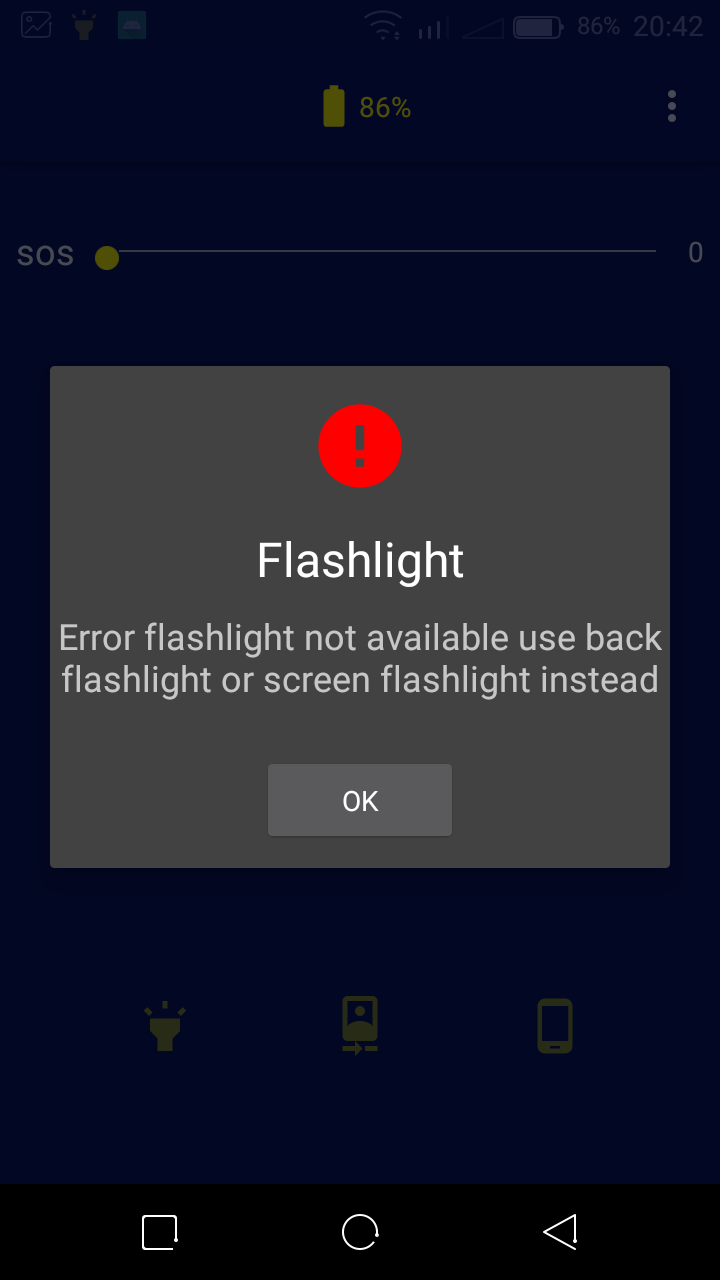 86% 20:42
86%
sos 0
Flashlight
Error flashlight not available use back
flashlight or screen flashlight instead
OK